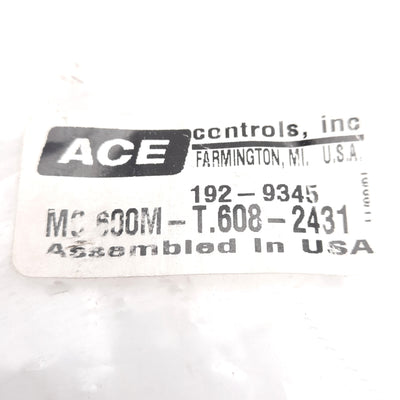 ACE controls, inc
FARMINGTON, MI. U.S.A.
192-9345
MC 600M-T.608-2431
Assembled In USA